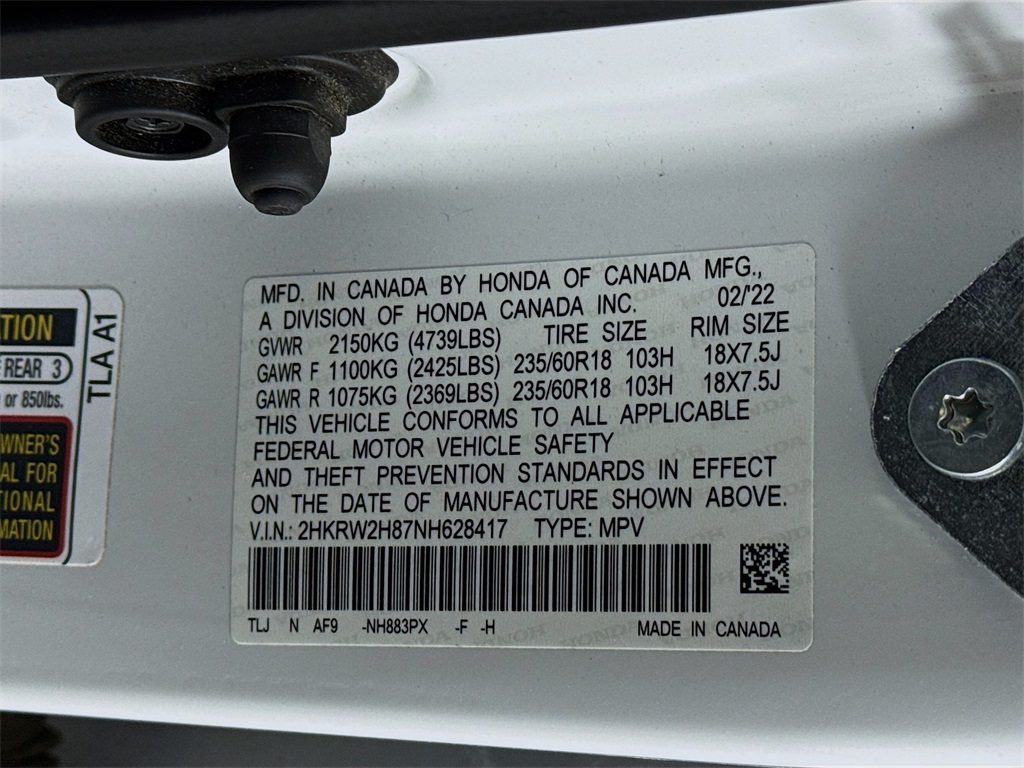 MFD. IN CANADA BY HONDA OF CANADA MFG.,
A DIVISION OF HONDA CANADA INC. 02/'22
GVWR 2150KG (4739LBS) TIRE SIZE RIM SIZE
GAWR F 1100KG (2425LBS) 235/60R18 103H 18X7.5J
GAWR R 1075KG (2369LBS) 235/60R18 103H 18X7.5J
THIS VEHICLE CONFORMS TO ALL APPLICABLE
FEDERAL MOTOR VEHICLE SAFETY
AND THEFT PREVENTION STANDARDS IN EFFECT
ON THE DATE OF MANUFACTURE SHOWN ABOVE.
V.I.N.: 2HKRW2H87NH628417 TYPE: MPV
TLJ N AF9 -NH883PX -F -H MADE IN CANADA
TION
REAR 3
or 850lbs.
WNER'S
AL FOR
TIONAL
MATION
TLA A1